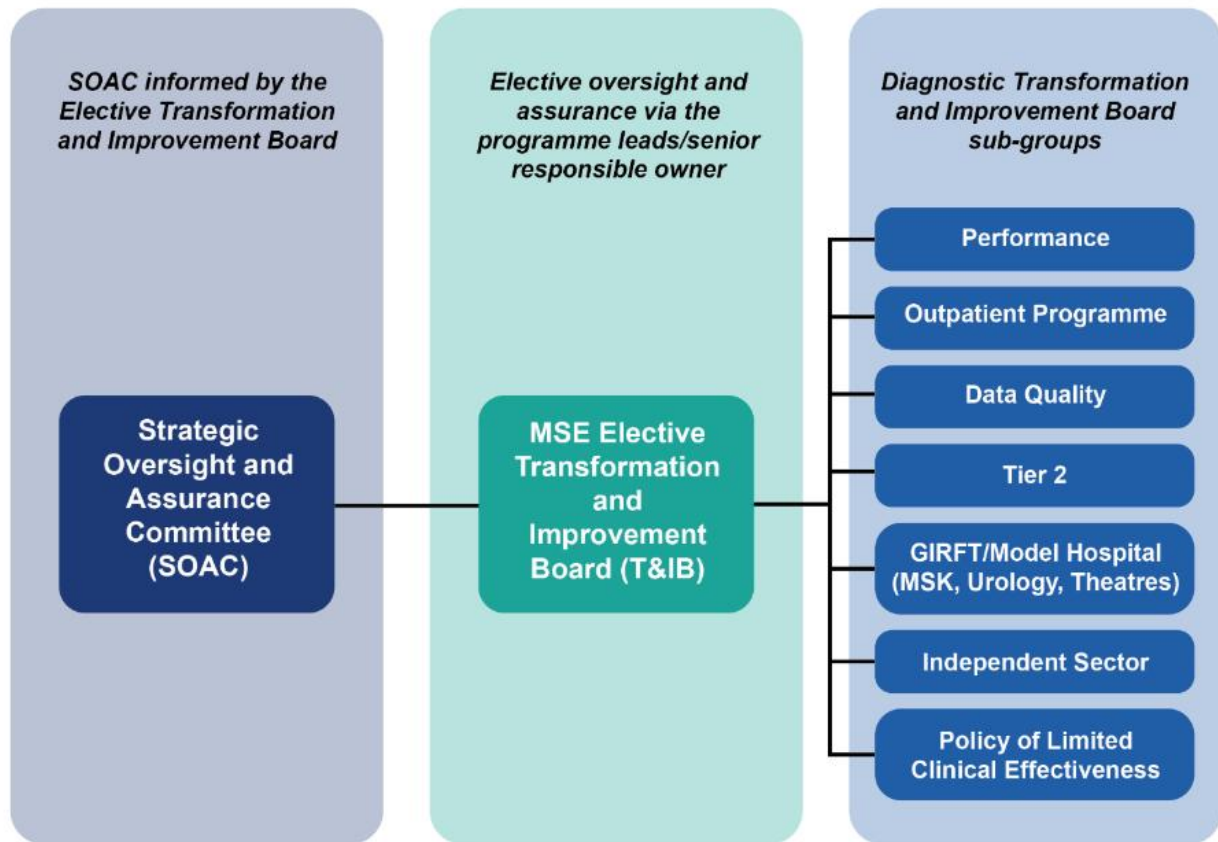 SOAC informed by the
Elective Transformation
and Improvement Board
Strategic
Oversight and
Assurance
Committee
(SOAC)
Elective oversight and
assurance via the
programme leads/senior
responsible owner
MSE Elective
Transformation
and
Improvement
Board (T&IB)
Diagnostic Transformation
and Improvement Board
sub-groups
Performance
Outpatient Programme
Data Quality
Tier 2
GIRFT/Model Hospital
(MSK, Urology, Theatres)
Independent Sector
Policy of Limited
Clinical Effectiveness